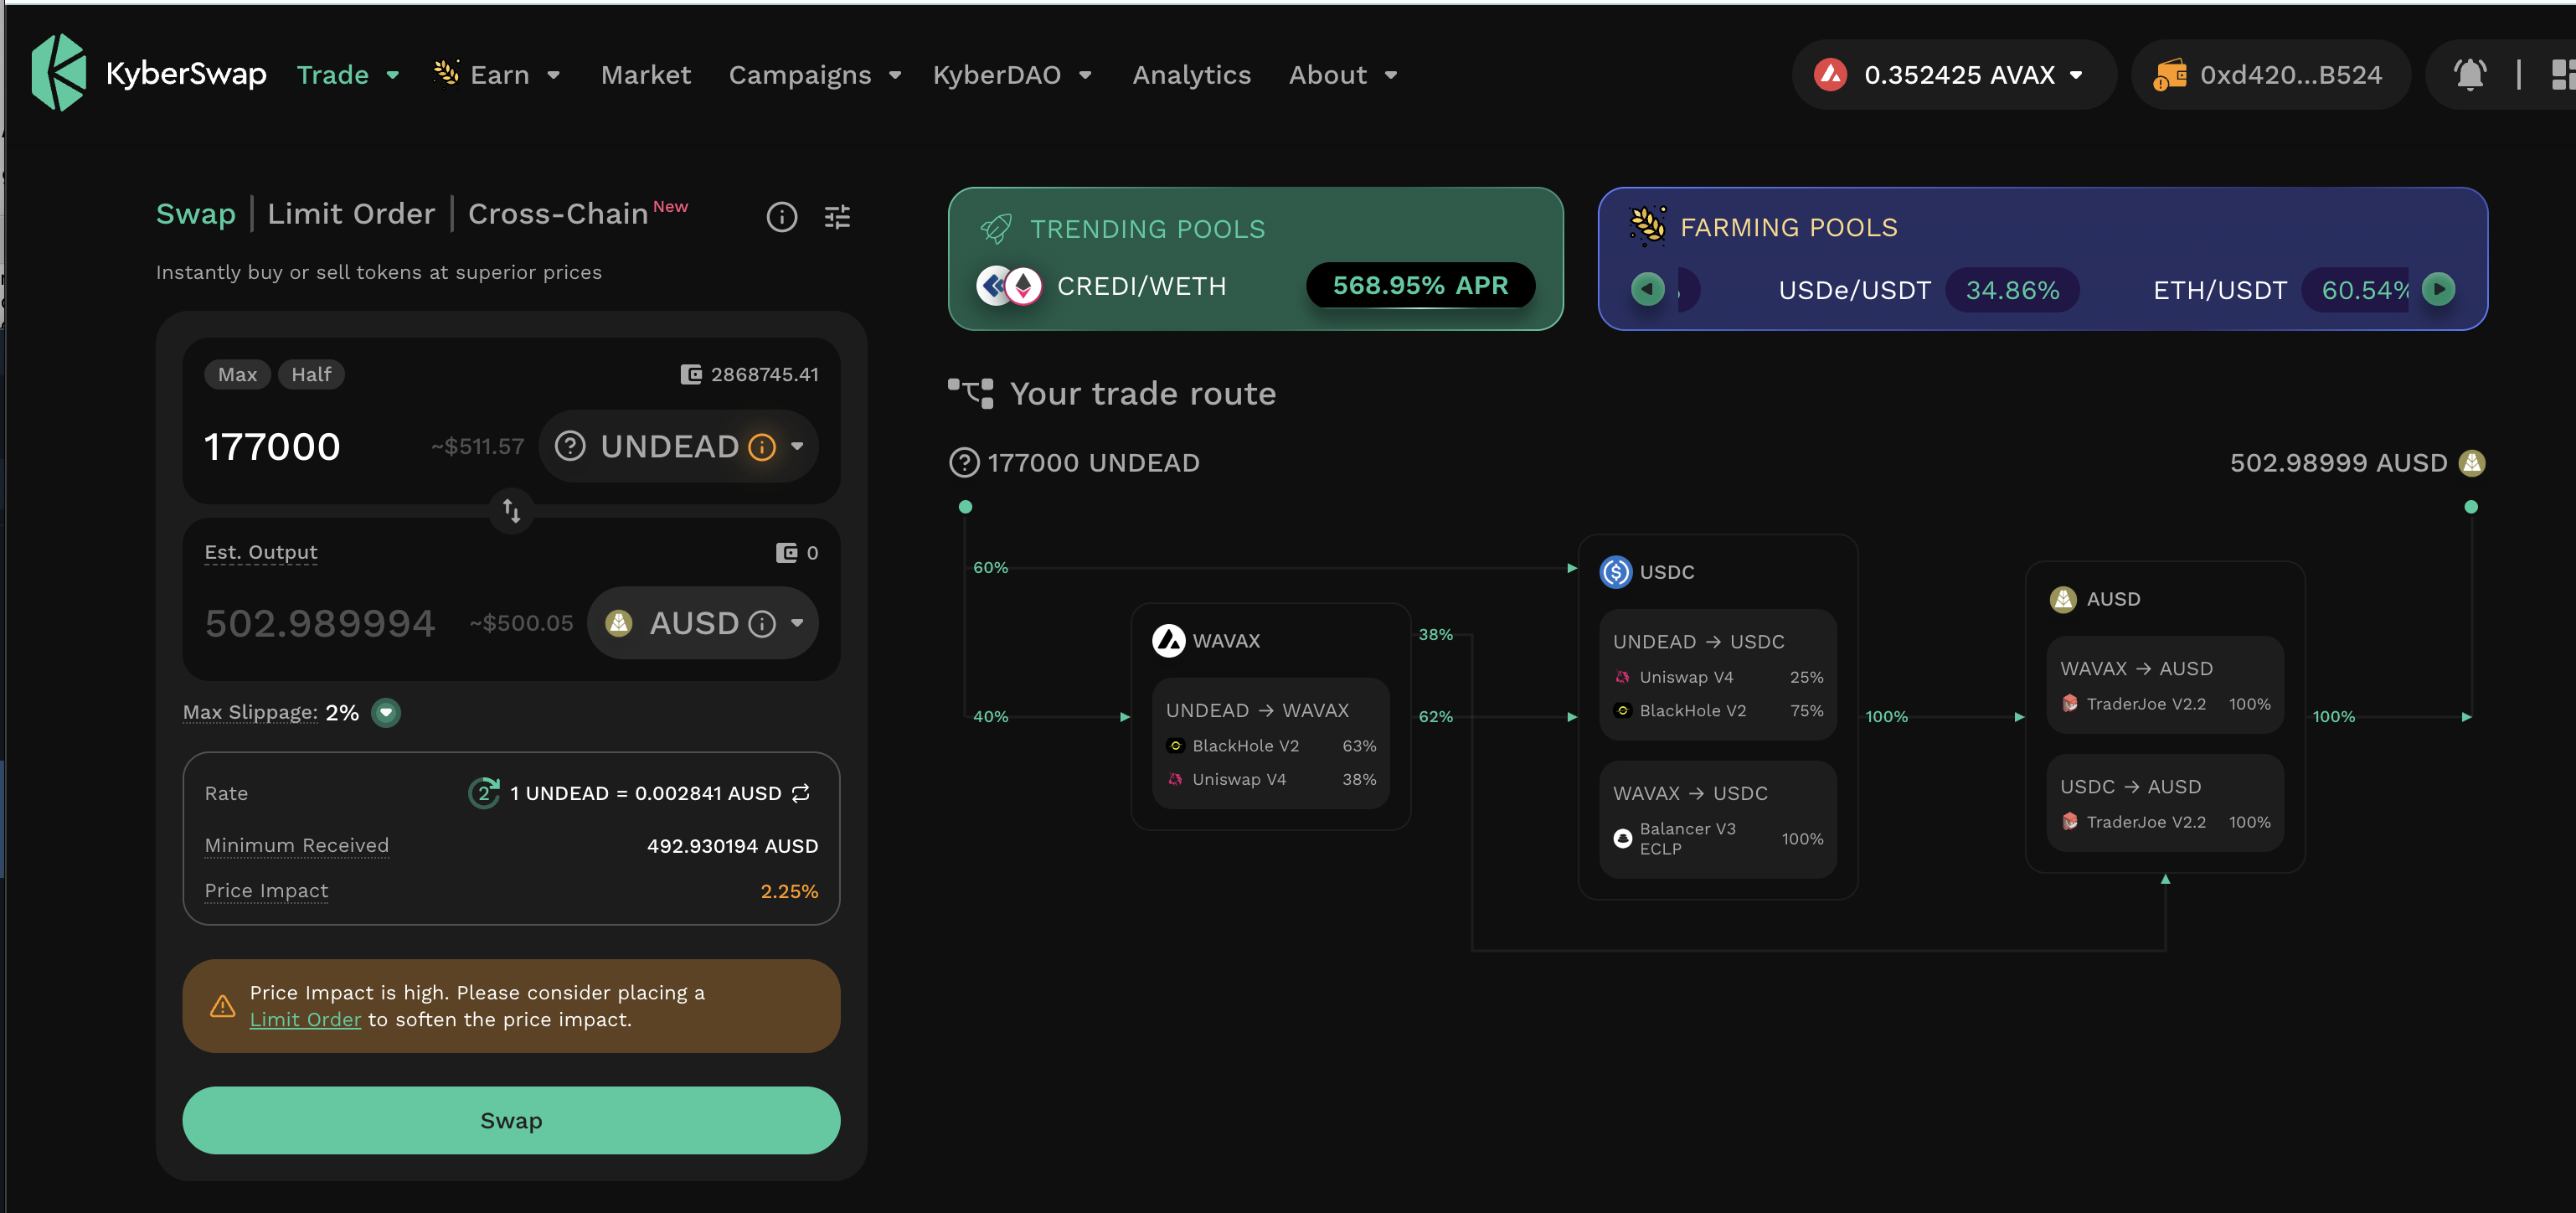 KyberSwap Trade Earn Market Campaigns KyberDAO Analytics About 0.352425 AVAX 0xd420...B524
Swap | Limit Order | Cross-Chain New
Instantly buy or sell tokens at superior prices
Max Half 2868745.41
177000 ~$511.57 UNDEAD
Est. Output 0
502.989994 ~$500.05 AUSD
Max Slippage: 2%
Rate 2 1 UNDEAD = 0.002841 AUSD
Minimum Received 492.930194 AUSD
Price Impact 2.25%
Price Impact is high. Please consider placing a
Limit Order to soften the price impact.
Swap
TRENDING POOLS
CREDI/WETH 568.95% APR
FARMING POOLS
USDe/USDT 34.86% ETH/USDT 60.54%
Your trade route
177000 UNDEAD 502.98999 AUSD
60%
40%
WAVAX
UNDEAD → WAVAX
BlackHole V2 63%
Uniswap V4 38%
38%
62%
USDC
UNDEAD → USDC
Uniswap V4 25%
BlackHole V2 75%
WAVAX → USDC
Balancer V3
ECLP 100%
100%
AUSD
WAVAX → AUSD
TraderJoe V2.2 100%
USDC → AUSD
TraderJoe V2.2 100%
100%